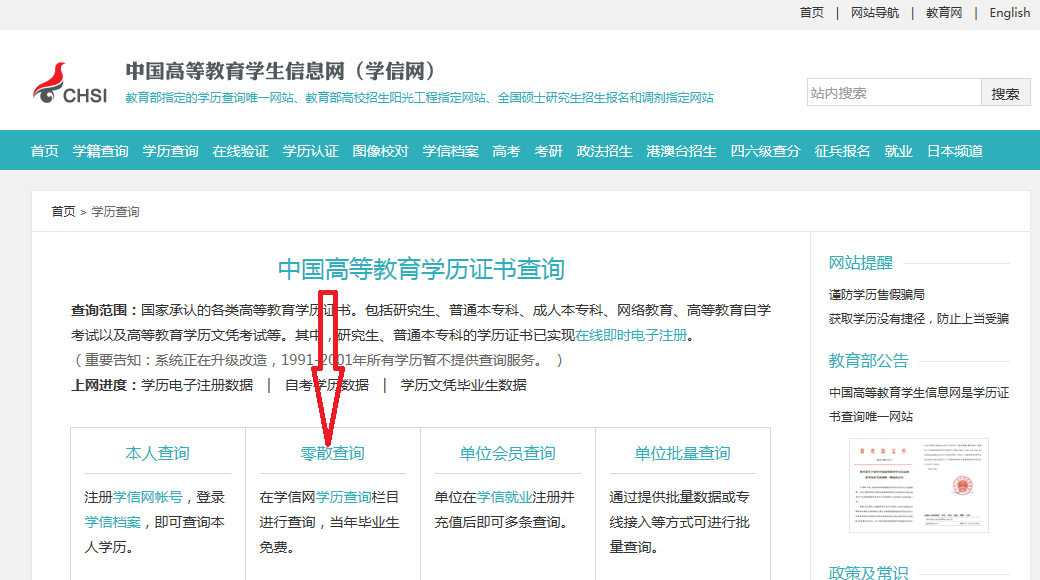 首页 | 网站导航 | 教育网 | English
CHSI
中国高等教育学生信息网（学信网）
教育部指定的学历查询唯一网站、教育部高校招生阳光工程指定网站、全国硕士研究生招生报名和调剂指定网站
站内搜索 搜索
首页 学籍查询 学历查询 在线验证 学历认证 图像校对 学信档案 高考 考研 政法招生 港澳台招生 四六级查分 征兵报名 就业 日本频道
首页 > 学历查询
中国高等教育学历证书查询
查询范围：国家承认的各类高等教育学历证书。包括研究生、普通本专科、成人本专科、网络教育、高等教育自学
考试以及高等教育学历文凭考试等。其中，研究生、普通本专科的学历证书已实现在线即时电子注册。
（ 重要告知：系统正在升级改造，1991-2001年所有学历暂不提供查询服务。 ）
上网进度：学历电子注册数据 | 自考学历数据 | 学历文凭毕业生数据
本人查询
注册学信网帐号，登录
学信档案，即可查询本
人学历。
零散查询
在学信网学历查询栏目
进行查询，当年毕业生
免费。
单位会员查询
单位在学信就业注册并
充值后即可多条查询。
单位批量查询
通过提供批量数据或专
线接入等方式可进行批
量查询。
网站提醒
谨防学历售假骗局
获取学历没有捷径，防止上当受骗
教育部公告
中国高等教育学生信息网是学历证
书查询唯一网站
政策及常识